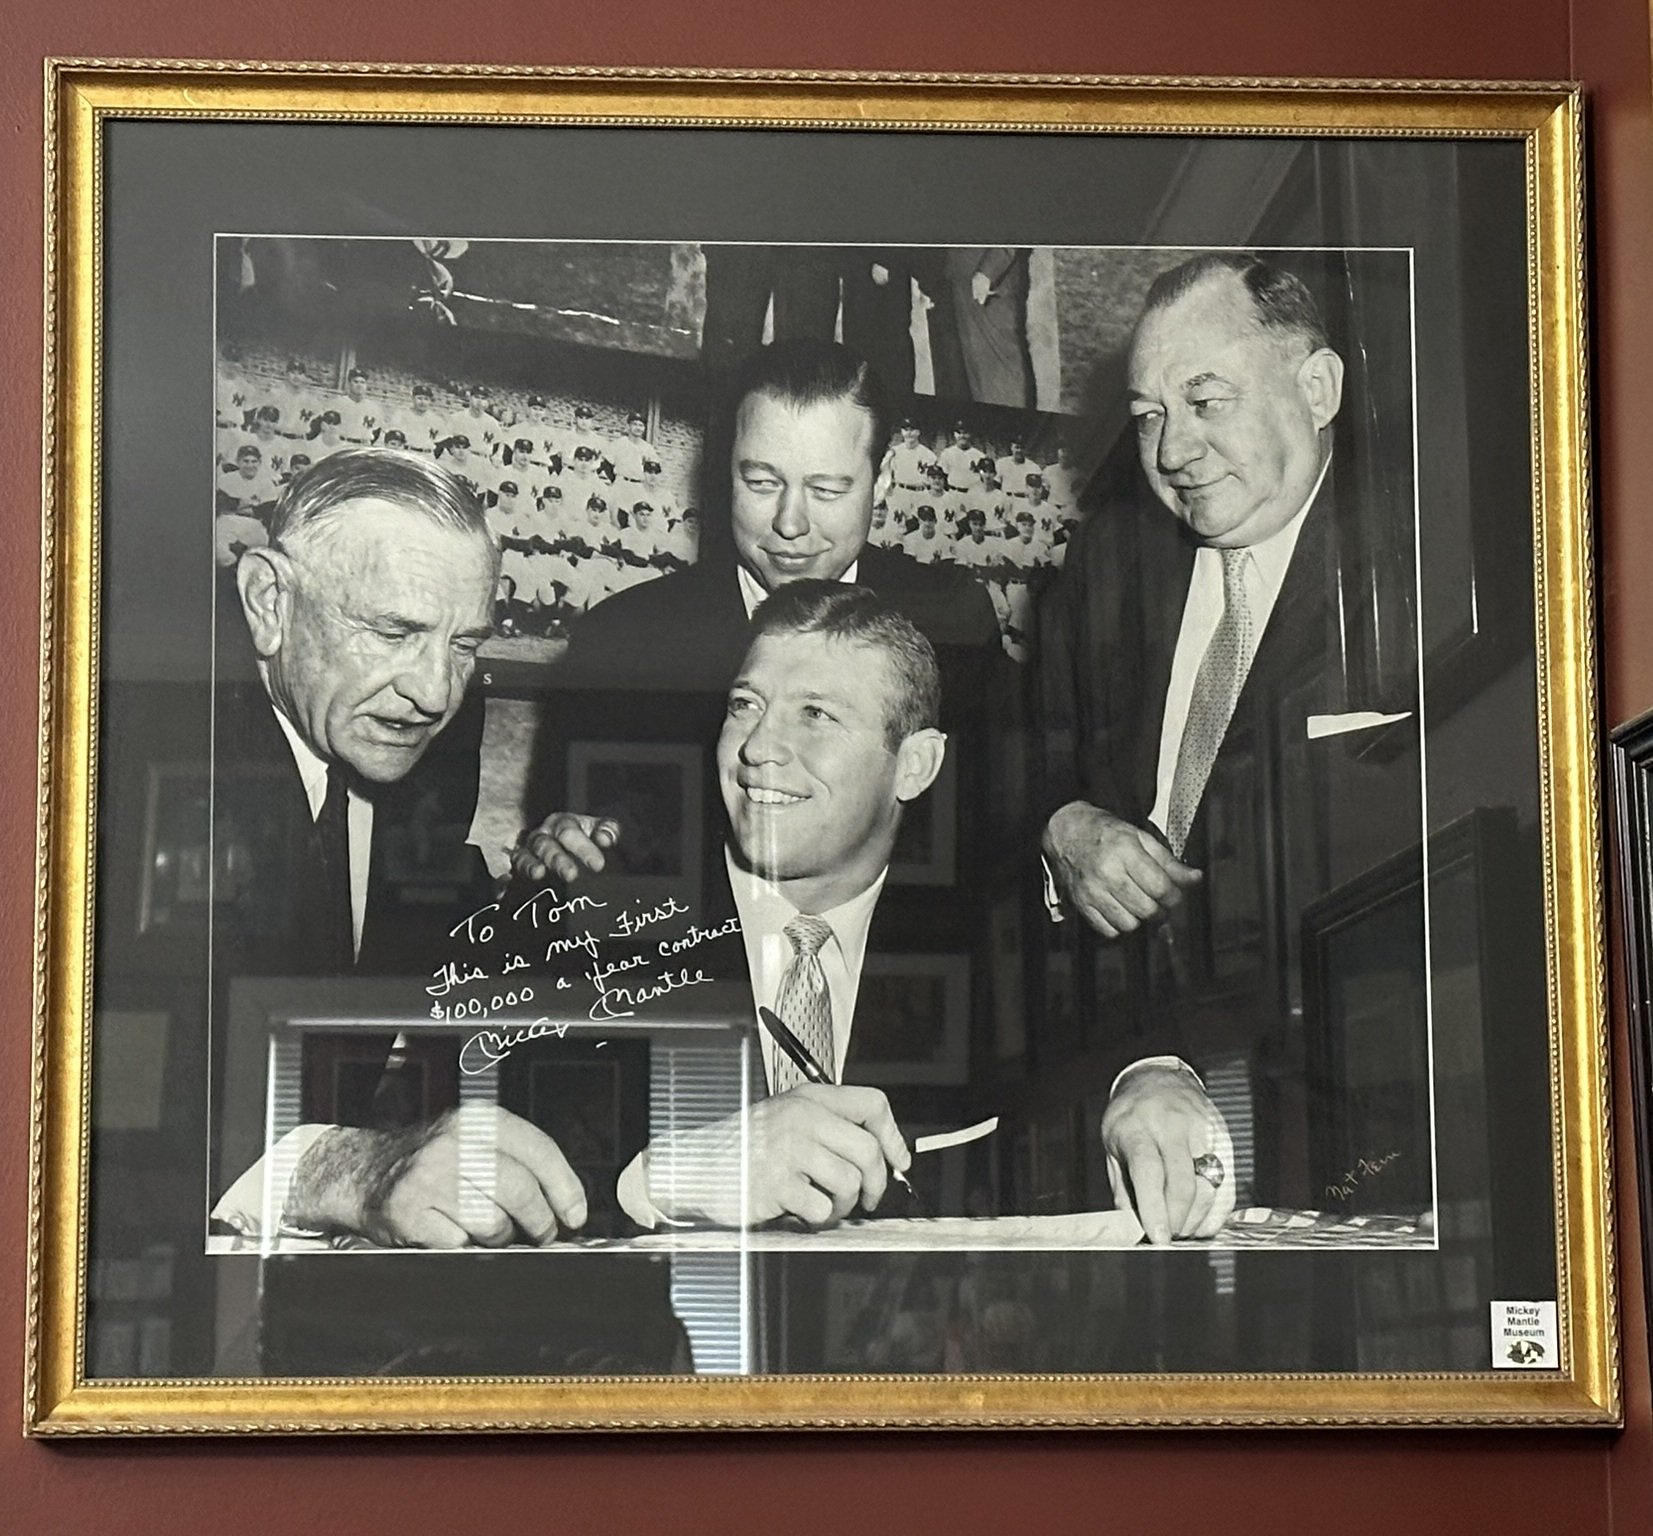 To Tom
This is my First
$100,000 a year contract
Mickey Mantle
Nat Fein
Mickey
Mantle
Museum